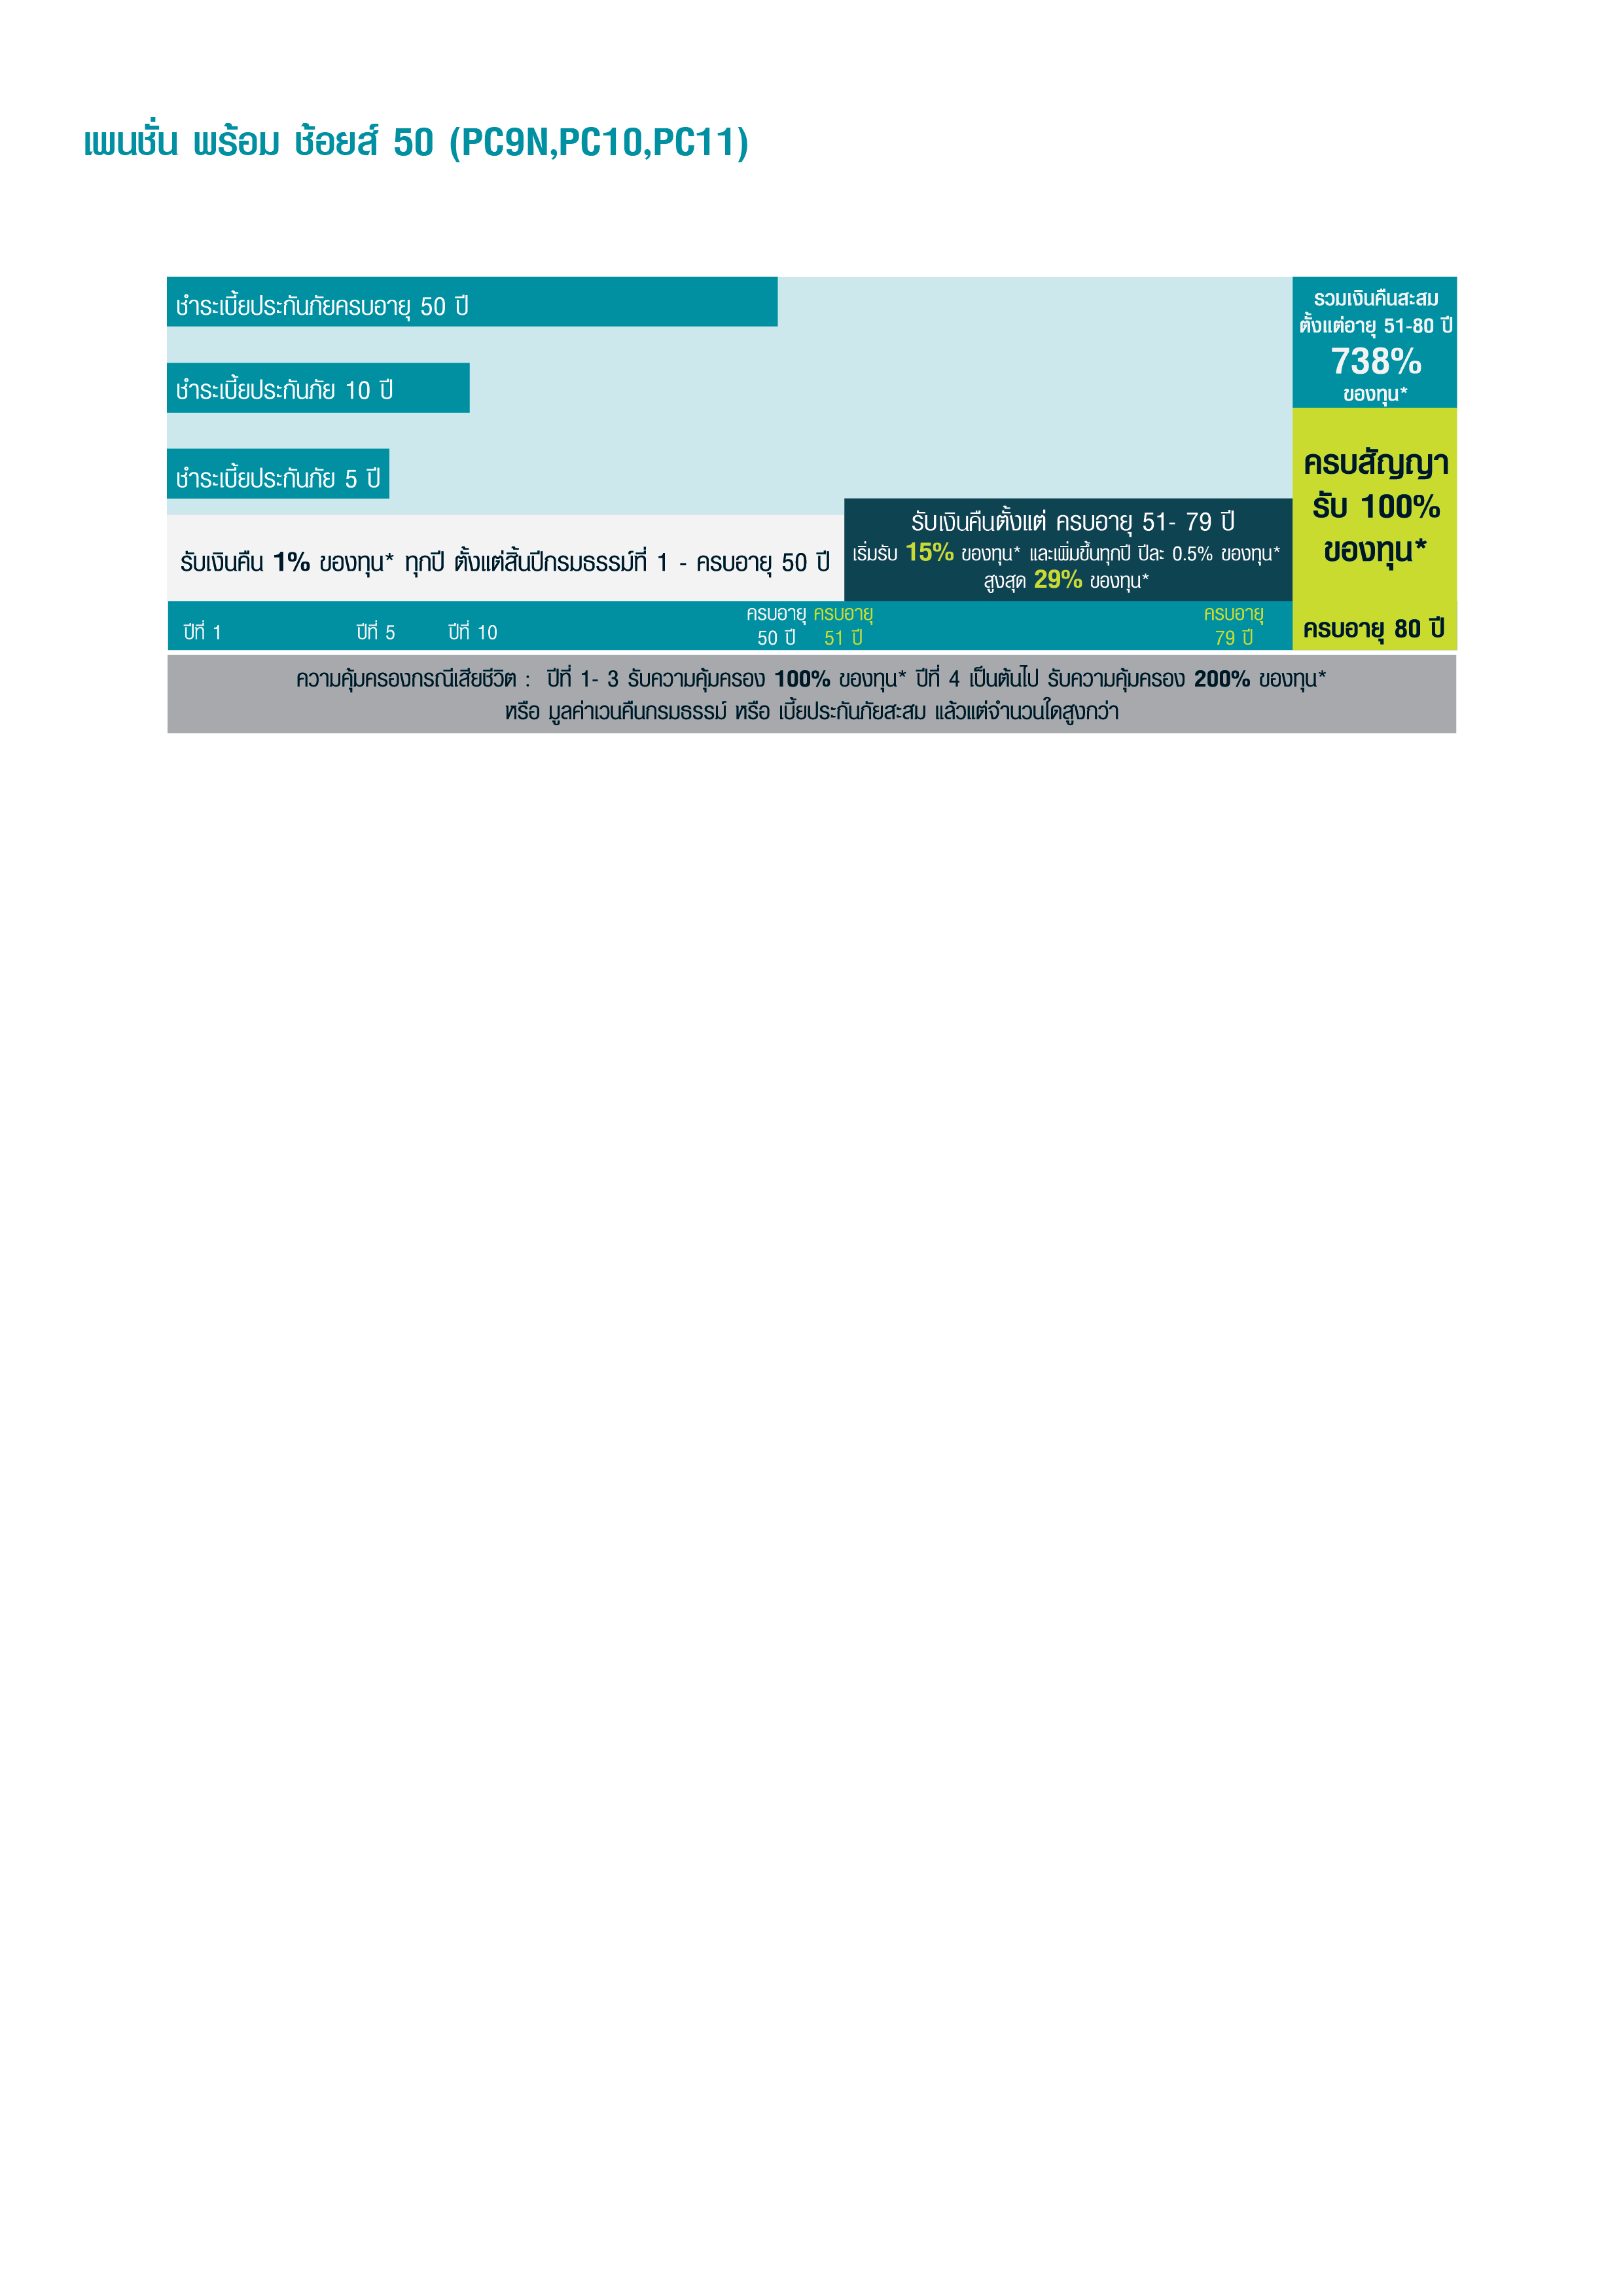 เพนชั่น พร้อม ช้อยส์ 50 (PC9N,PC10,PC11)
ชำระเบี้ยประกันภัยครบอายุ 50 ปี
ชำระเบี้ยประกันภัย 10 ปี
ชำระเบี้ยประกันภัย 5 ปี
รวมเงินคืนสะสม
ตั้งแต่อายุ 51-80 ปี
738%
ของทุน*
ครบสัญญา
รับ 100%
ของทุน*
รับเงินคืน 1% ของทุน* ทุกปี ตั้งแต่สิ้นปีกรมธรรม์ที่ 1 - ครบอายุ 50 ปี
รับเงินคืนตั้งแต่ ครบอายุ 51- 79 ปี
เริ่มรับ 15% ของทุน* และเพิ่มขึ้นทุกปี ปีละ 0.5% ของทุน*
สูงสุด 29% ของทุน*
ปีที่ 1
ปีที่ 5
ปีที่ 10
ครบอายุ
50 ปี
ครบอายุ
51 ปี
ครบอายุ
79 ปี
ครบอายุ 80 ปี
ความคุ้มครองกรณีเสียชีวิต : ปีที่ 1- 3 รับความคุ้มครอง 100% ของทุน* ปีที่ 4 เป็นต้นไป รับความคุ้มครอง 200% ของทุน*
หรือ มูลค่าเวนคืนกรมธรรม์ หรือ เบี้ยประกันภัยสะสม แล้วแต่จำนวนใดสูงกว่า